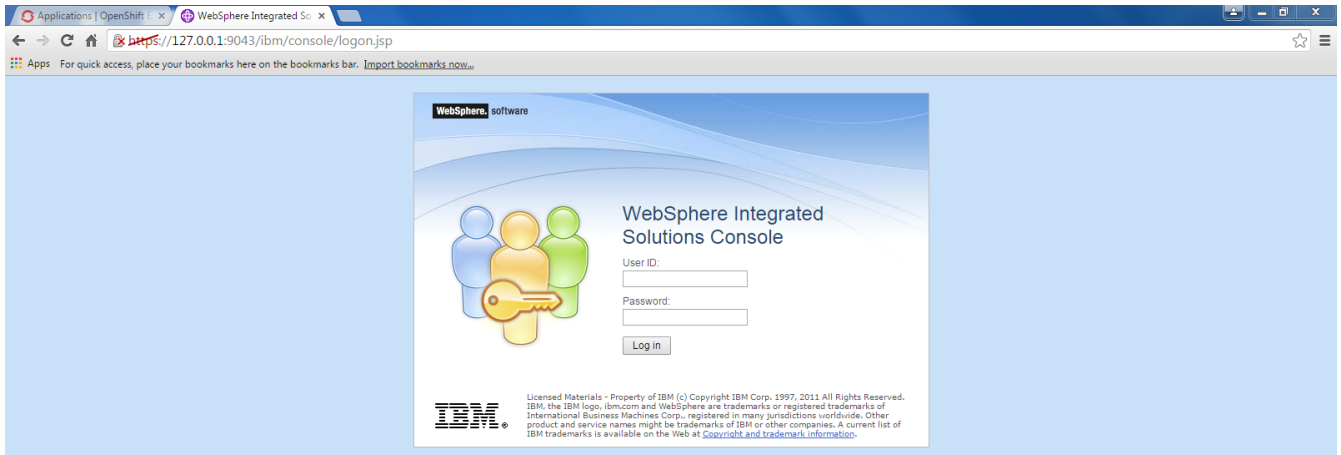 Applications | OpenShift
WebSphere Integrated So
https://127.0.0.1:9043/ibm/console/logon.jsp
Apps For quick access, place your bookmarks here on the bookmarks bar. Import bookmarks now...
WebSphere. software
WebSphere Integrated
Solutions Console
User ID:
Password:
Log in
IBM
Licensed Materials - Property of IBM (c) Copyright IBM Corp. 1997, 2011 All Rights Reserved.
IBM, the IBM logo, ibm.com and WebSphere are trademarks or registered trademarks of
International Business Machines Corp., registered in many jurisdictions worldwide. Other
product and service names might be trademarks of IBM or other companies. A current list of
IBM trademarks is available on the Web at Copyright and trademark information.